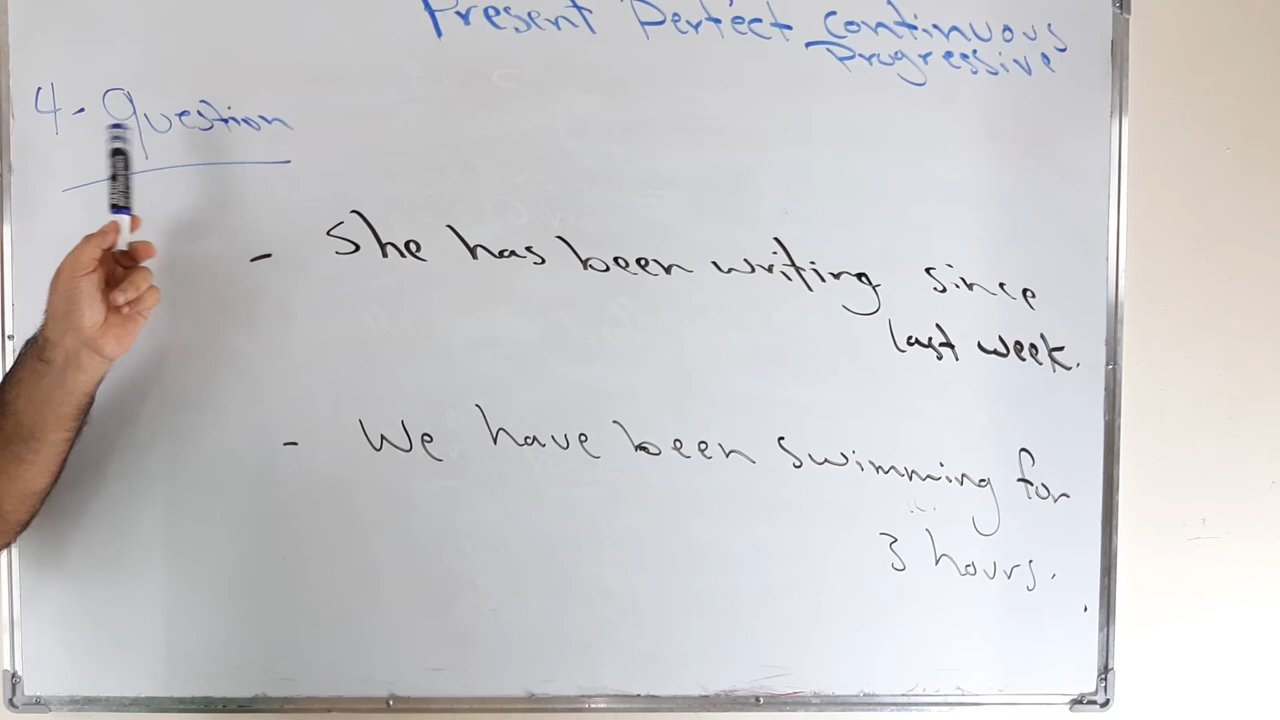 Present Perfect continuous
Progressive
4- Question
- She has been writing since
last week.
- We have been swimming for
3 hours.